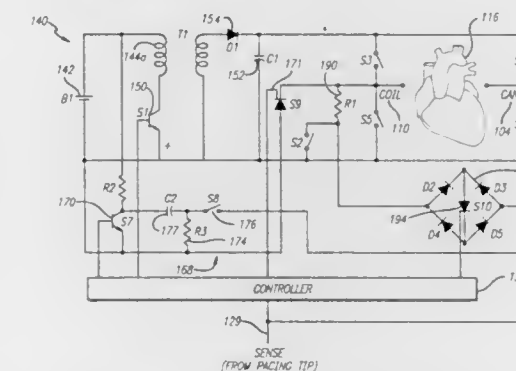 140
154
116
T1
144a
D1
142
150
C1
152
171
190
S3
B1
S1
S9
R1
COIL
110
S5
CAN
104
S2
R2
170
S7
C2
177
S8
176
R3
174
168
D2
D3
194
S10
D4
D5
CONTROLLER
129
SENSE
(FROM PACING TIP)